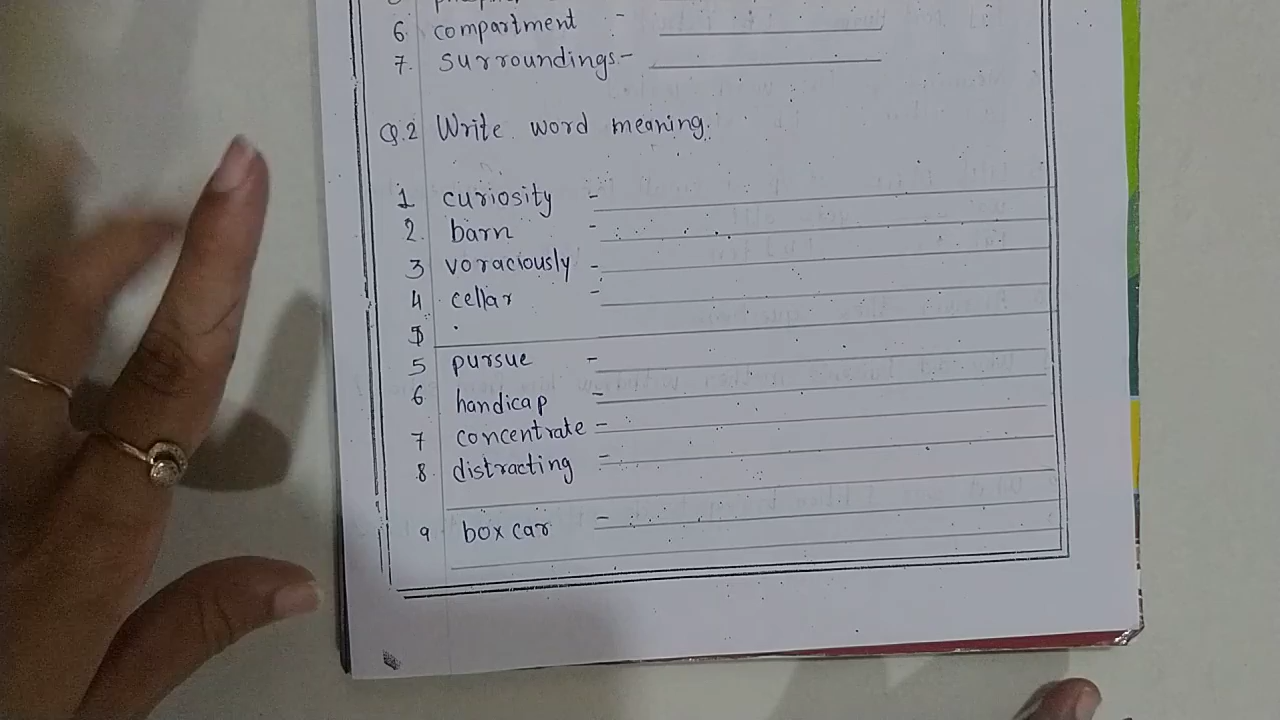 6 compartment -
7. surroundings -
Q.2 Write word meaning.
1 curiosity -
2. barn -
3 voraciously -
4 cellar -
5
5 pursue -
6 handicap -
7 concentrate -
8. distracting -
9 box car -